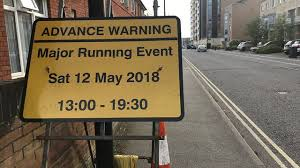 ADVANCE WARNING
Major Running Event
Sat 12 May 2018
13:00 - 19:30